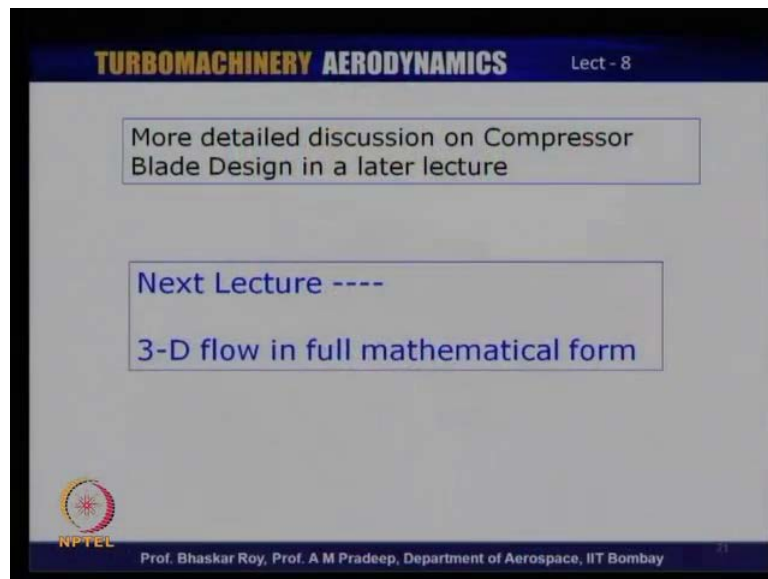 TURBOMACHINERY AERODYNAMICS Lect - 8
More detailed discussion on Compressor
Blade Design in a later lecture
Next Lecture ----
3-D flow in full mathematical form
NPTEL
Prof. Bhaskar Roy, Prof. A M Pradeep, Department of Aerospace, IIT Bombay
21